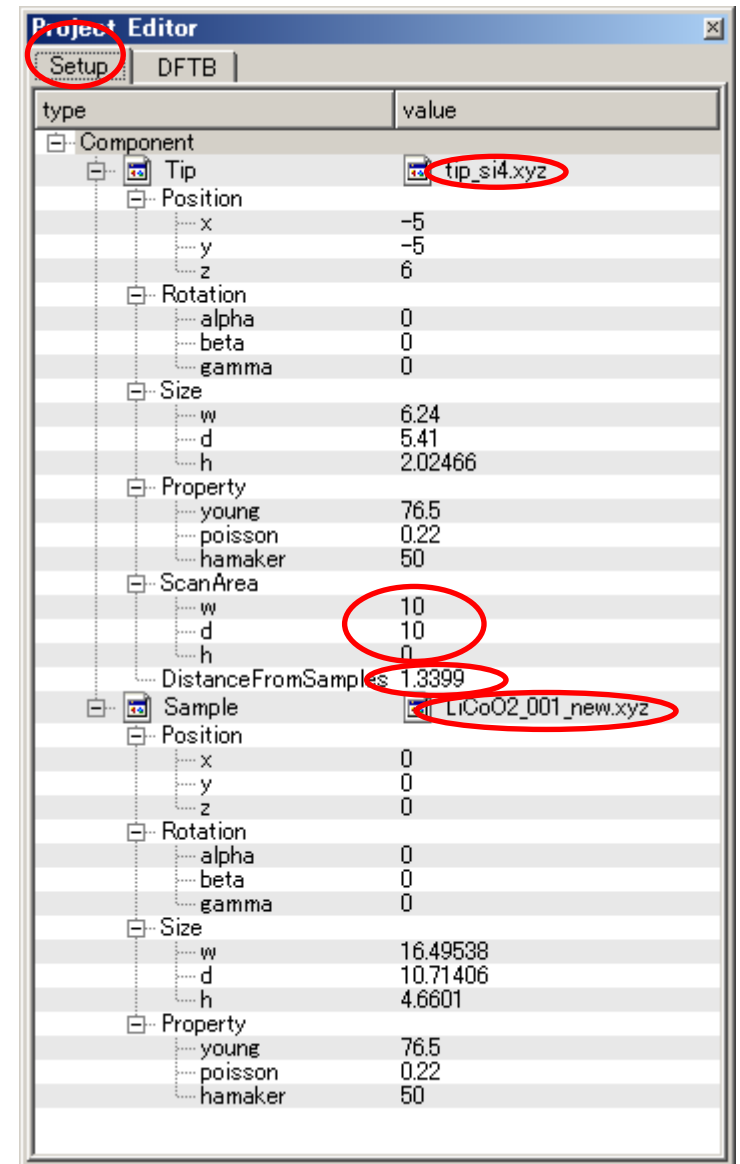 Project Editor
Setup DFTB
type value
Component
Tip tip_si4.xyz
Position
x -5
y -5
z 6
Rotation
alpha 0
beta 0
gamma 0
Size
w 6.24
d 5.41
h 2.02466
Property
young 76.5
poisson 0.22
hamaker 50
ScanArea
w 10
d 10
h 0
DistanceFromSamples 1.3399
Sample LiCoO2_001_new.xyz
Position
x 0
y 0
z 0
Rotation
alpha 0
beta 0
gamma 0
Size
w 16.49538
d 10.71406
h 4.6601
Property
young 76.5
poisson 0.22
hamaker 50